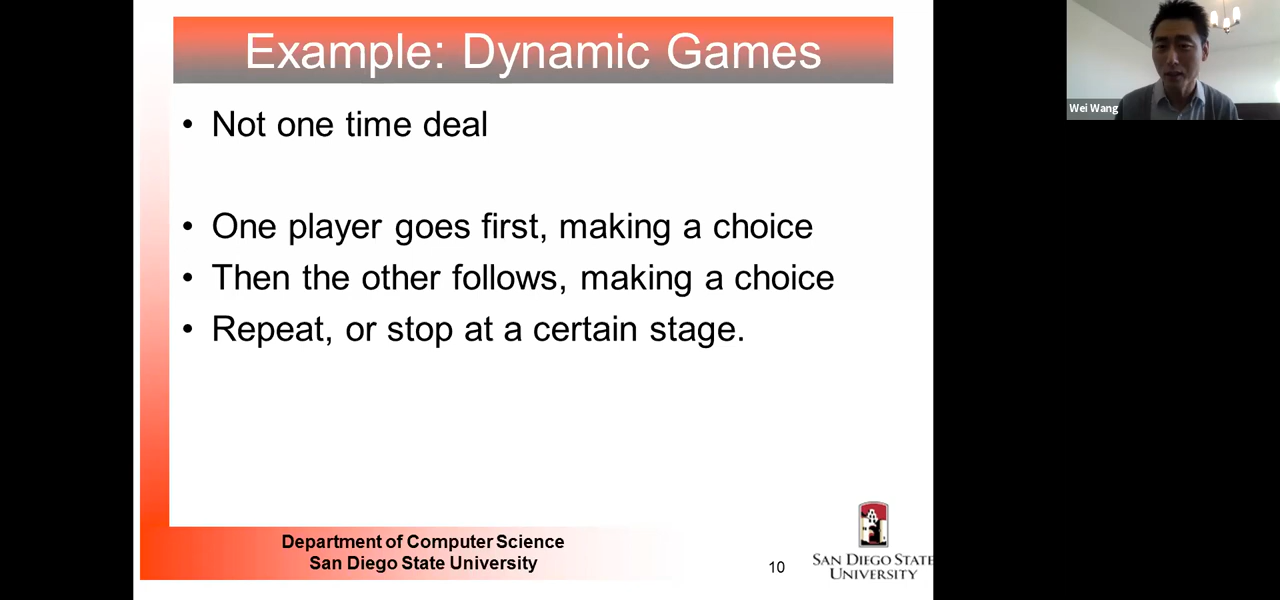 Example: Dynamic Games
Wei Wang
• Not one time deal
• One player goes first, making a choice
• Then the other follows, making a choice
• Repeat, or stop at a certain stage.
Department of Computer Science
San Diego State University
10
SAN DIEGO STATE
UNIVERSITY